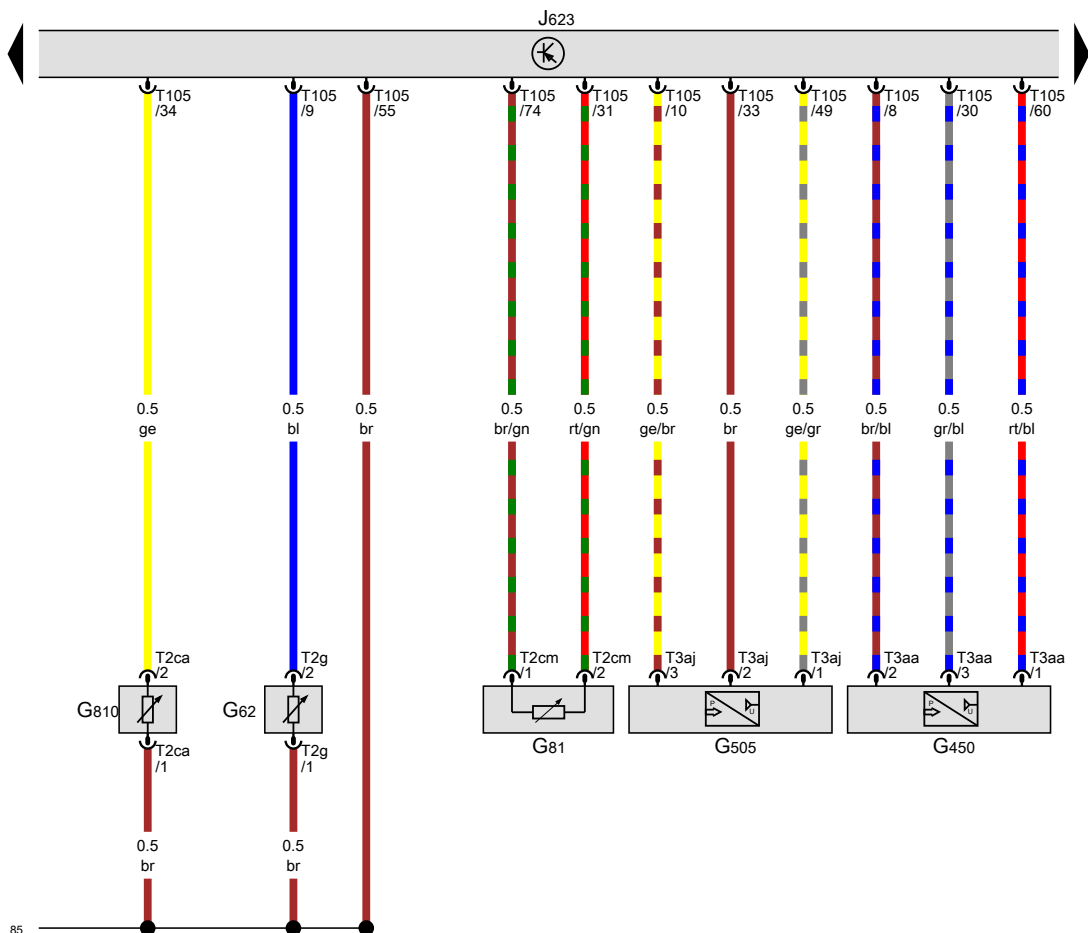 J623
T105 T105 T105 T105 T105 T105 T105 T105 T105 T105 T105
/34 /9 /55 /74 /31 /10 /33 /49 /8 /30 /60
0.5 0.5 0.5 0.5 0.5 0.5 0.5 0.5 0.5 0.5 0.5
ge bl br br/gn rt/gn ge/br br ge/gr br/bl gr/bl rt/bl
T2ca T2g T2cm T2cm T3aj T3aj T3aj T3aa T3aa T3aa
/2 /2 /1 /2 /3 /2 /1 /2 /3 /1
P U P U
G810 G62
G81 G505 G450
T2ca T2g
/1 /1
0.5 0.5
br br
85